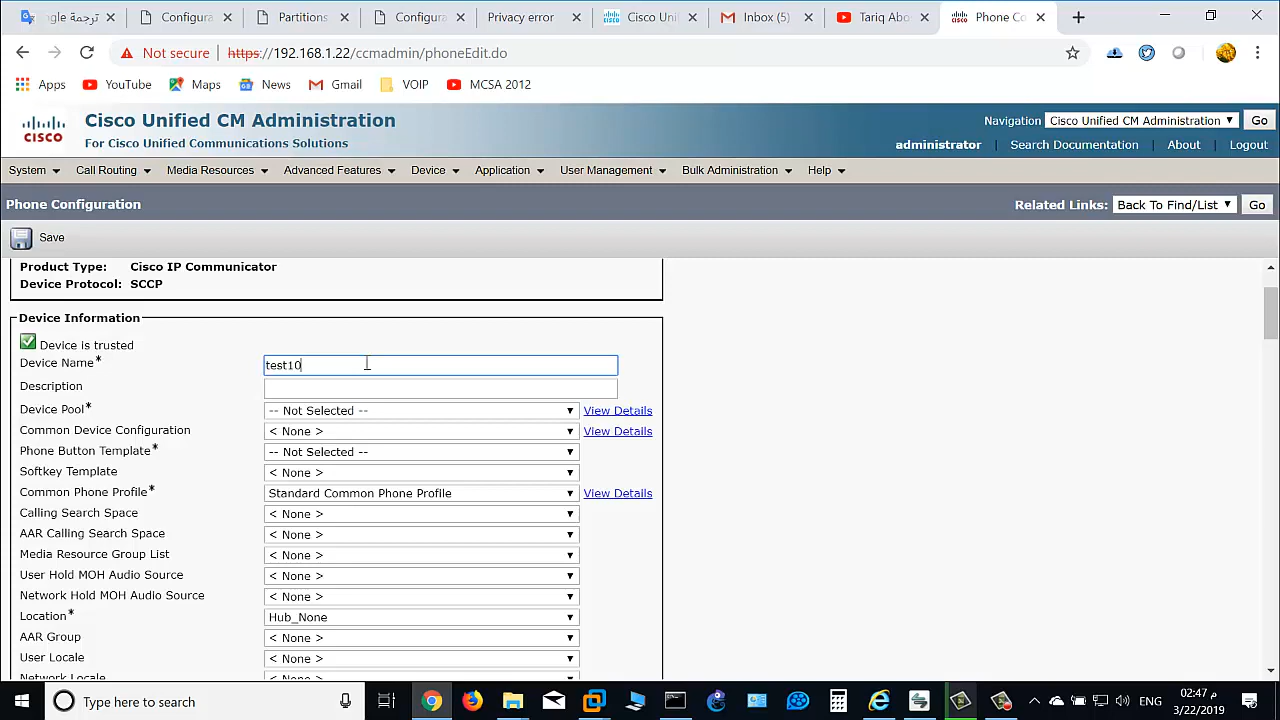 ترجمة gle
Configura
Partitions
Configura
Privacy error
Cisco Uni
Inbox (5)
Tariq Abo
Phone Co
Not secure https://192.168.1.22/ccmadmin/phoneEdit.do
Apps YouTube Maps News Gmail VOIP MCSA 2012
CISCO
Cisco Unified CM Administration
For Cisco Unified Communications Solutions
Navigation Cisco Unified CM Administration Go
administrator | Search Documentation | About | Logout
System Call Routing Media Resources Advanced Features Device Application User Management Bulk Administration Help
Phone Configuration
Related Links: Back To Find/List Go
Save
Product Type: Cisco IP Communicator
Device Protocol: SCCP
Device Information
Device is trusted
Device Name* test10
Description
Device Pool* -- Not Selected -- View Details
Common Device Configuration < None > View Details
Phone Button Template* -- Not Selected --
Softkey Template < None >
Common Phone Profile* Standard Common Phone Profile View Details
Calling Search Space < None >
AAR Calling Search Space < None >
Media Resource Group List < None >
User Hold MOH Audio Source < None >
Network Hold MOH Audio Source < None >
Location* Hub_None
AAR Group < None >
User Locale < None >
Network Locale < None >
Type here to search
ENG
02:47 م
3/22/2019